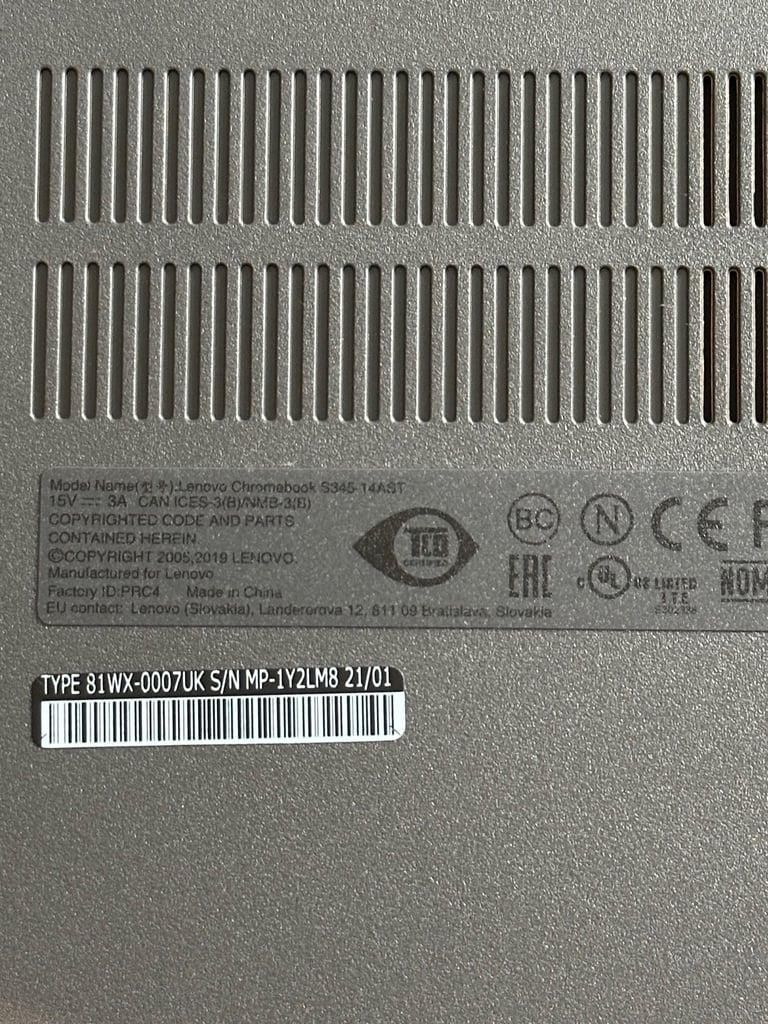 Model Name(型号):Lenovo Chromebook S345-14AST
15V ⎓ 3A CAN ICES-3(B)/NMB-3(B)
COPYRIGHTED CODE AND PARTS
CONTAINED HEREIN.
©COPYRIGHT 2005,2019 LENOVO.
Manufactured for Lenovo
Factory ID:PRC4 Made in China
EU contact: Lenovo (Slovakia), Landererova 12, 811 09 Bratislava, Slovakia
TCO
CERTIFIED
BC
N
CE
EAC
c UL US LISTED
I.T.E.
NOM
TYPE 81WX-0007UK S/N MP-1Y2LM8 21/01